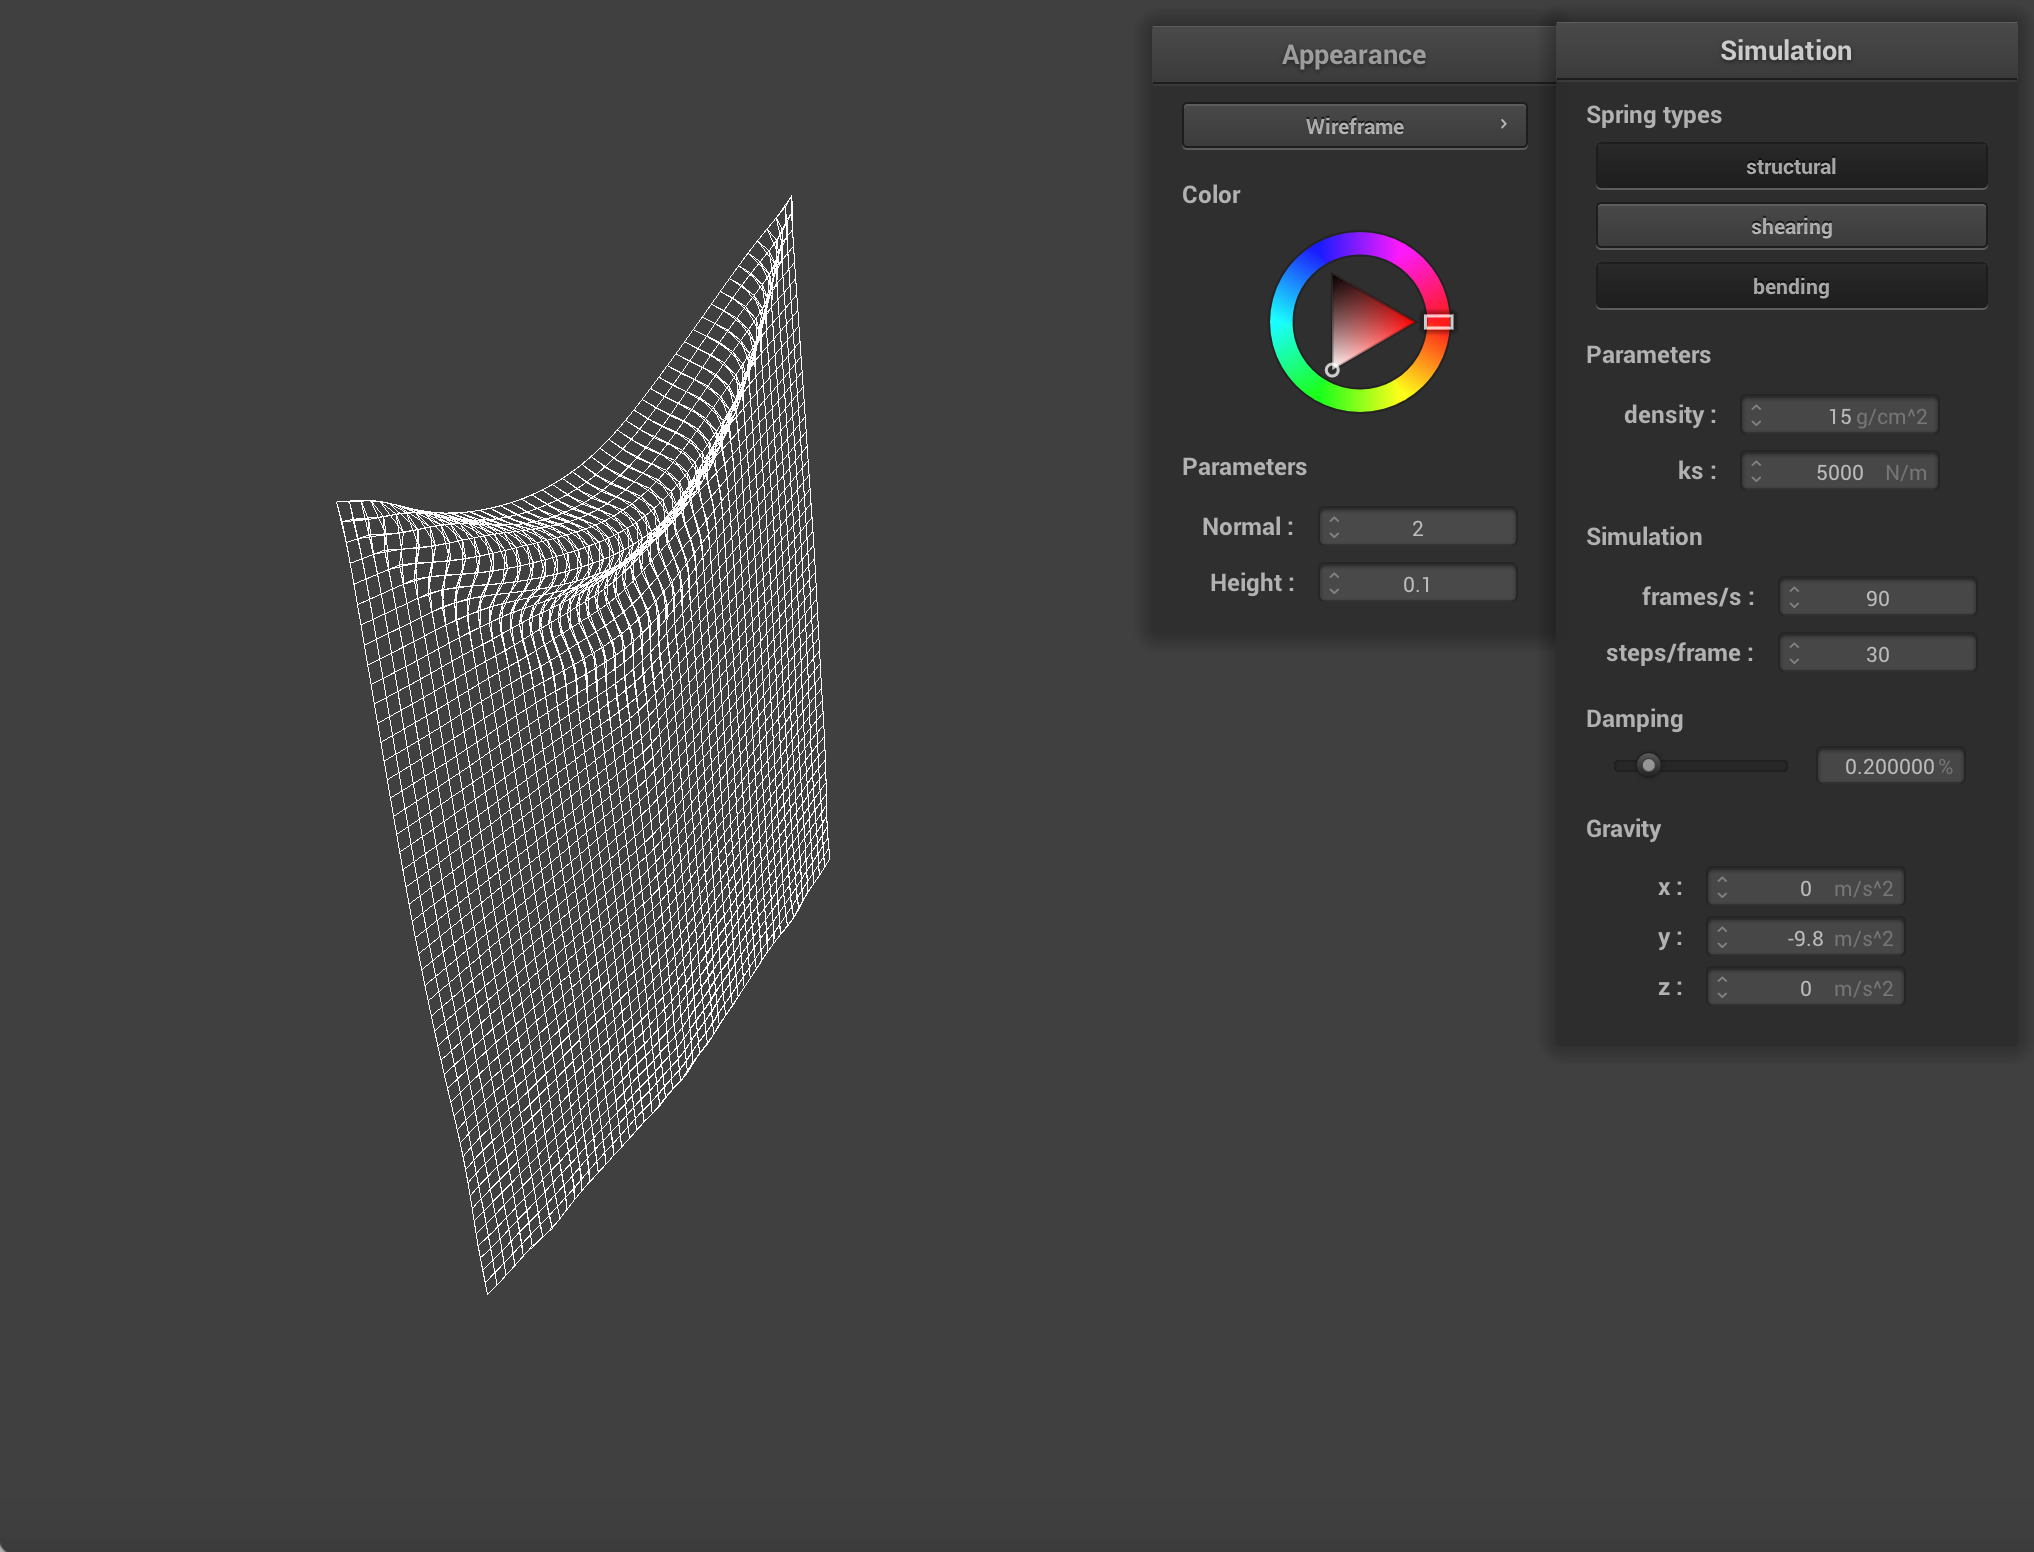 Appearance
Wireframe
Color
Parameters
Normal : 2
Height : 0.1
Simulation
Spring types
structural
shearing
bending
Parameters
density : 15 g/cm^2
ks : 5000 N/m
Simulation
frames/s : 90
steps/frame : 30
Damping
0.200000 %
Gravity
x : 0 m/s^2
y : -9.8 m/s^2
z : 0 m/s^2